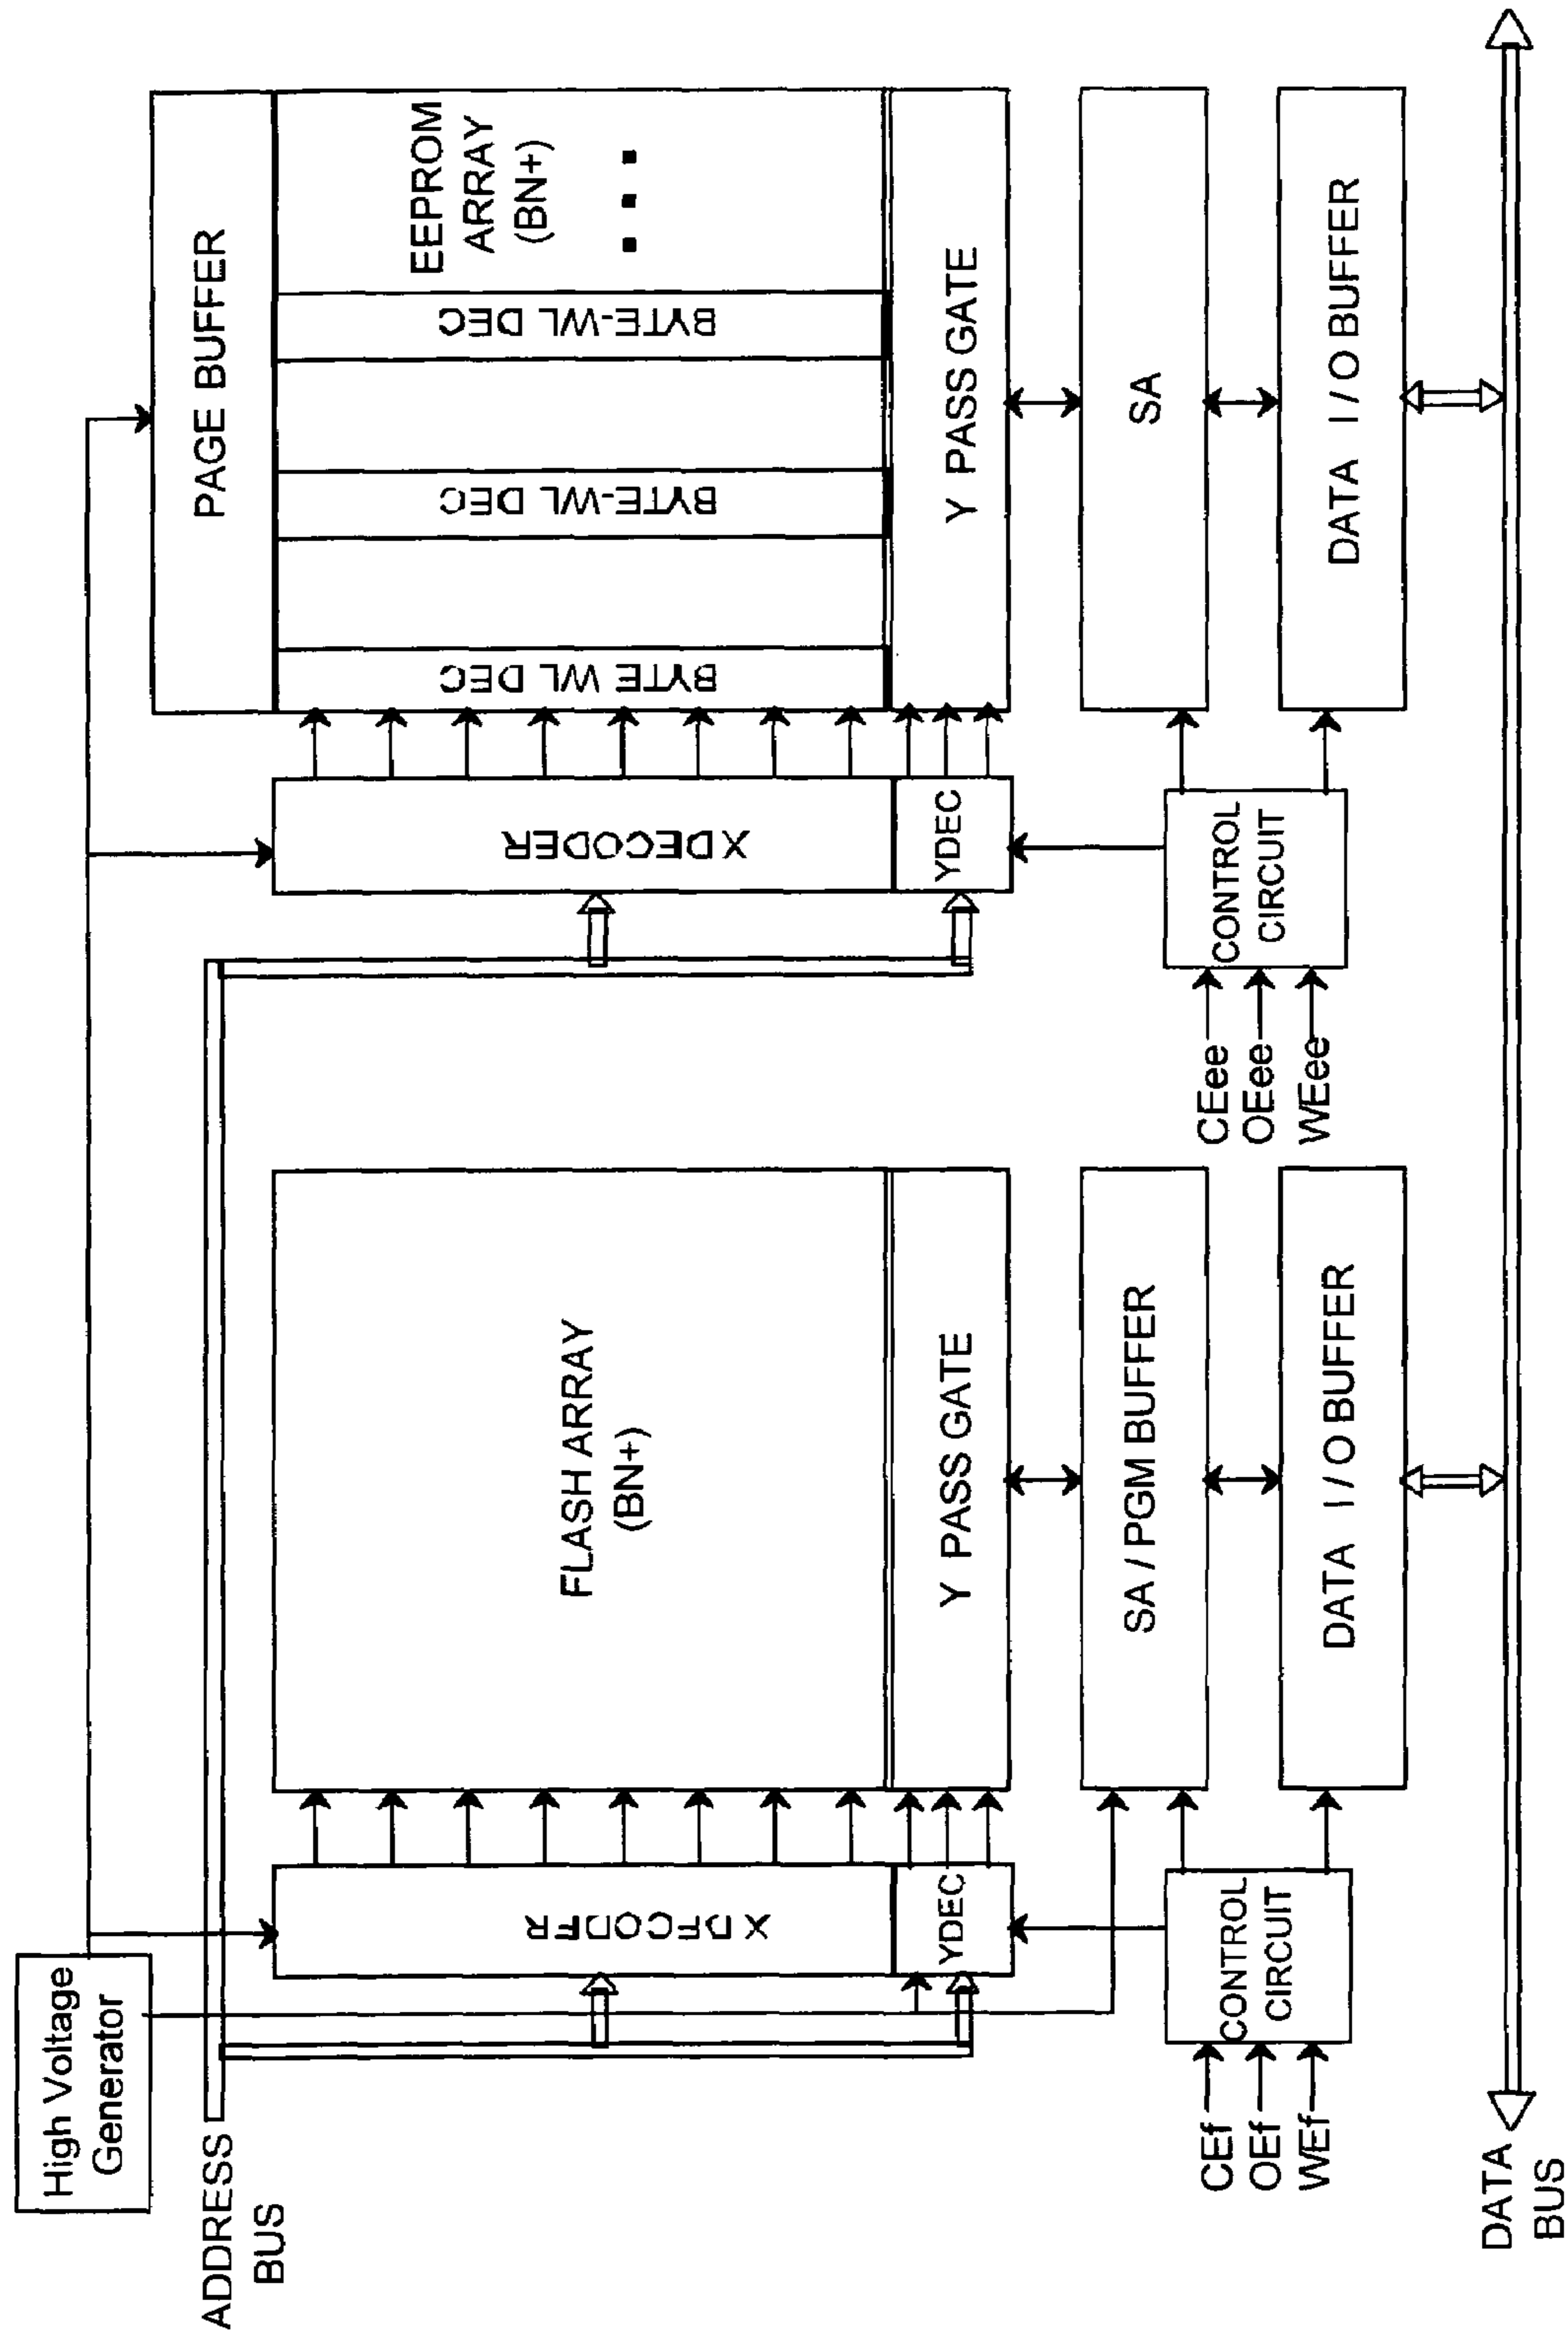 High Voltage
Generator
ADDRESS
BUS
X DECODER
YDEC
FLASH ARRAY
(BN+)
Y PASS GATE
SA / PGM BUFFER
DATA I / O BUFFER
CONTROL
CIRCUIT
CEf
OEf
WEf
PAGE BUFFER
X DECODER
YDEC
BYTE WL DEC
BYTE-WL DEC
BYTE-WL DEC
EEPROM
ARRAY
(BN+)
Y PASS GATE
SA
DATA I / O BUFFER
CONTROL
CIRCUIT
CEee
OEee
WEee
DATA
BUS